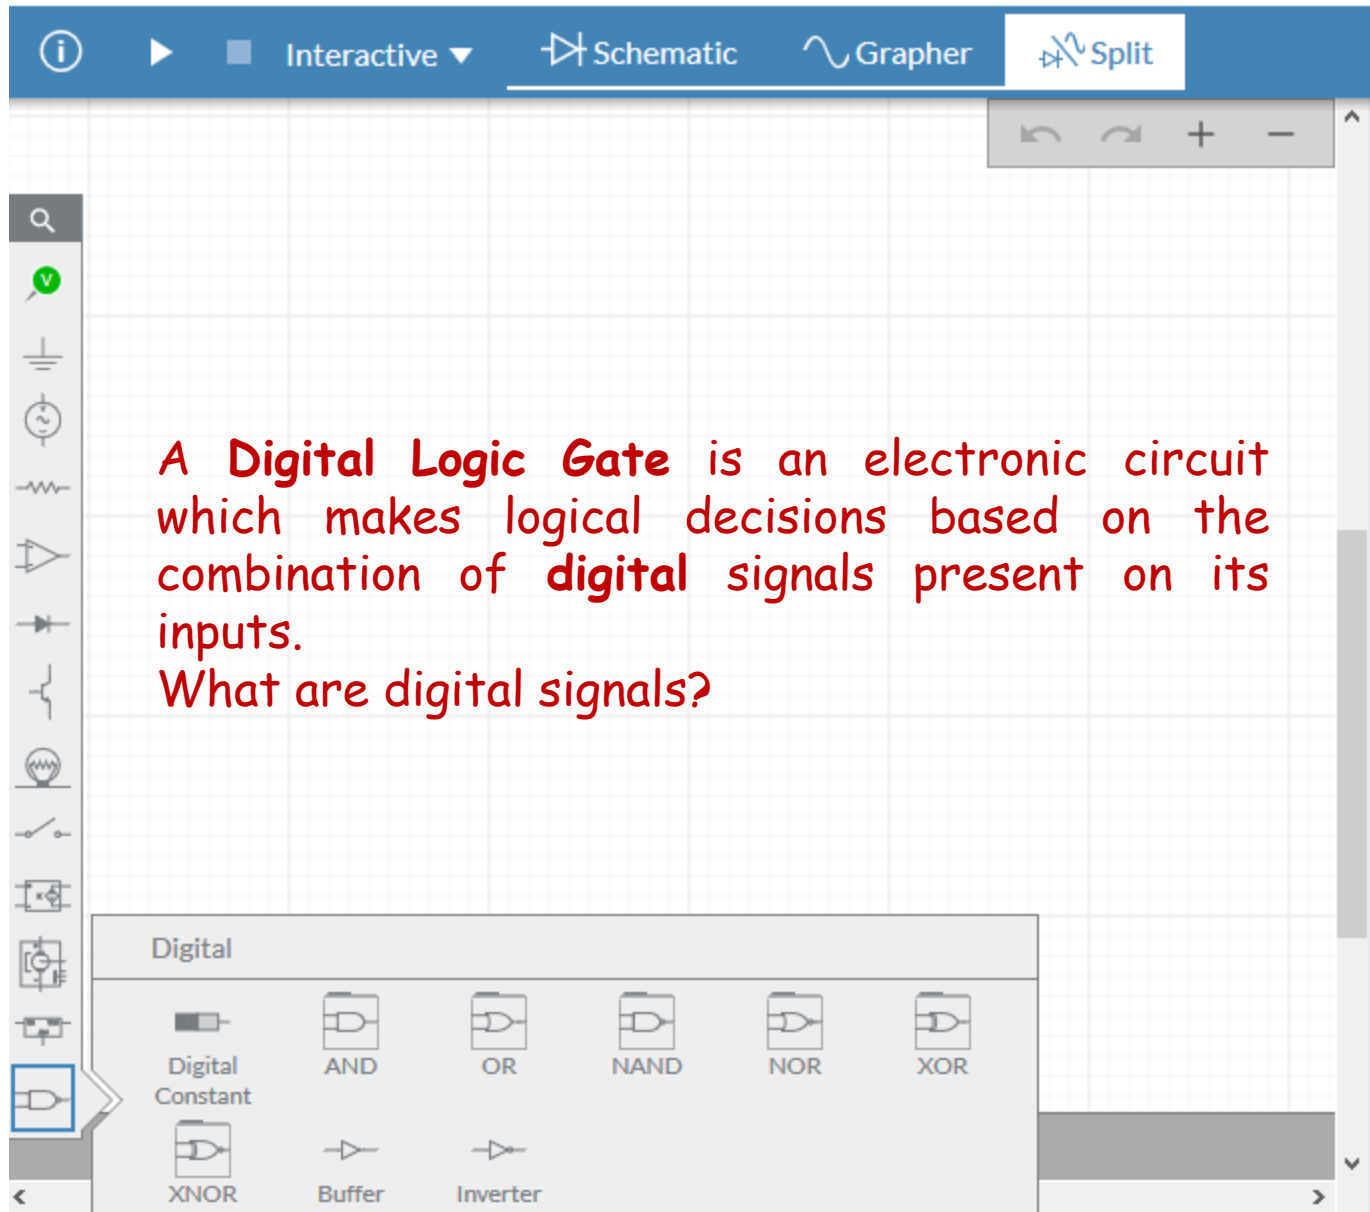 Interactive Schematic Grapher Split
V
A Digital Logic Gate is an electronic circuit
which makes logical decisions based on the
combination of digital signals present on its
inputs.
What are digital signals?
Digital
Digital Constant
AND
OR
NAND
NOR
XOR
XNOR
Buffer
Inverter